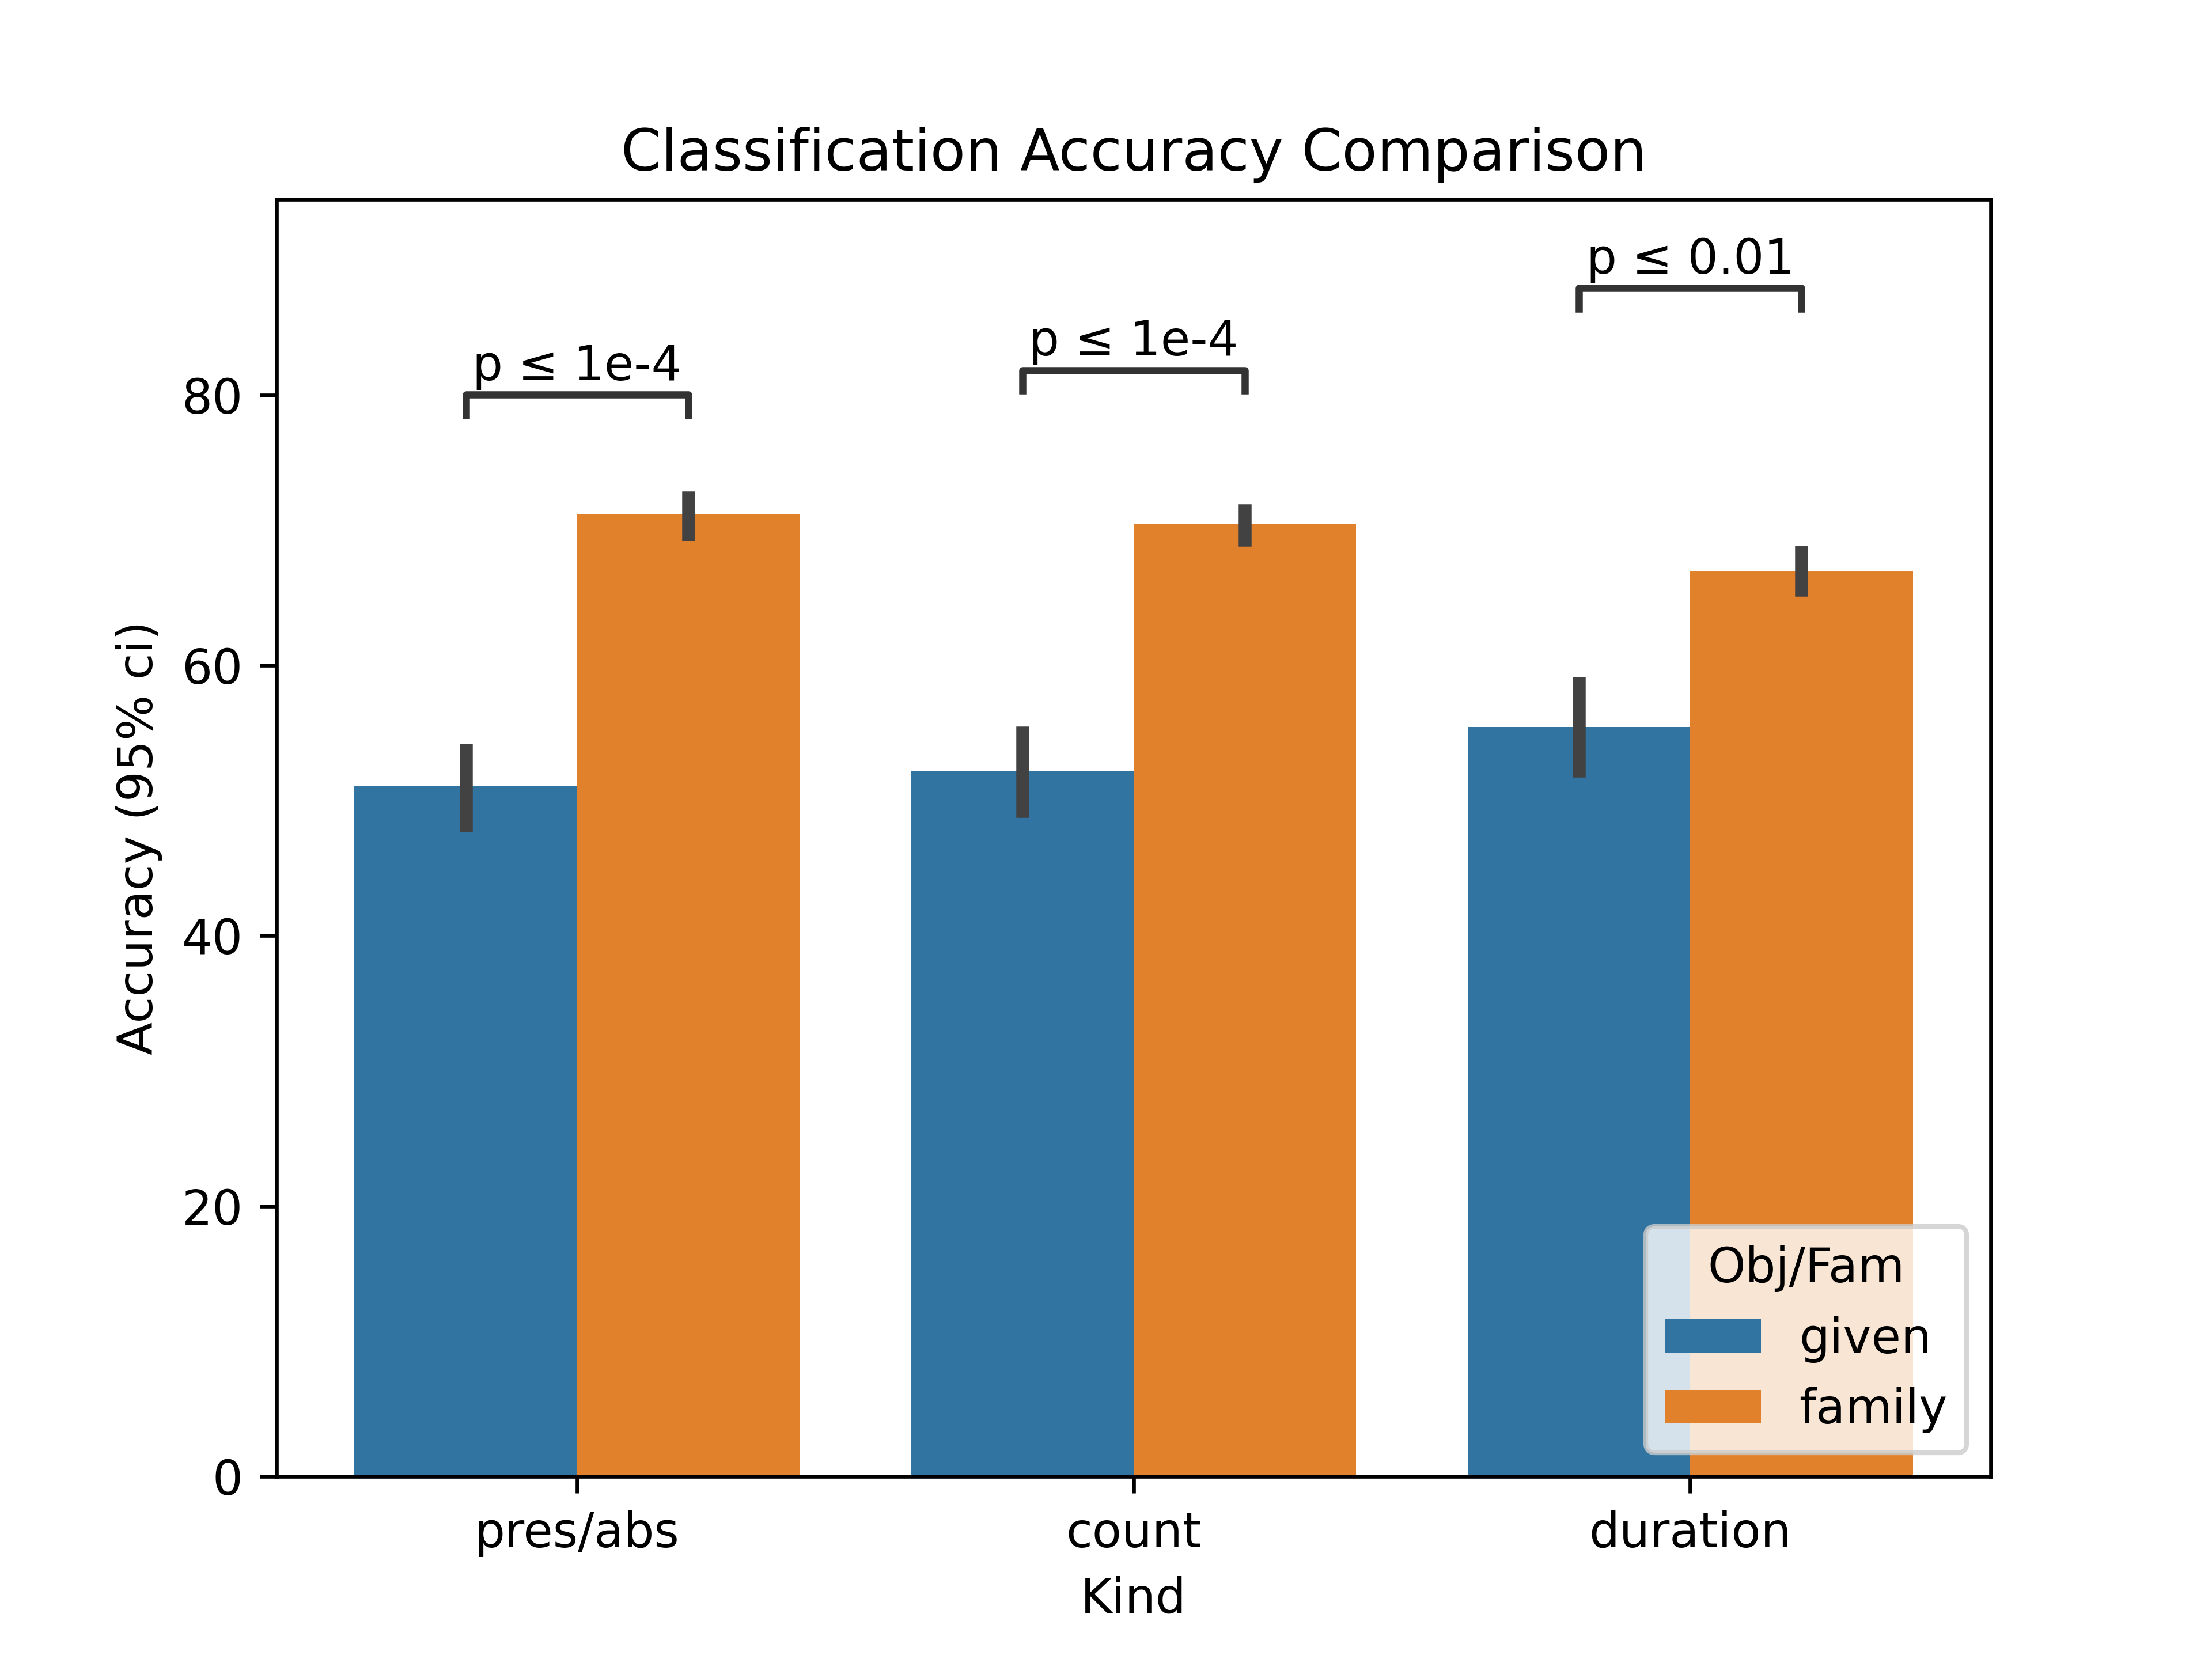 Classification Accuracy Comparison
p ≤ 0.01
p ≤ 1e-4
p ≤ 1e-4
80
60
40
20
0
Accuracy (95% ci)
Obj/Fam
given
family
pres/abs
count
duration
Kind